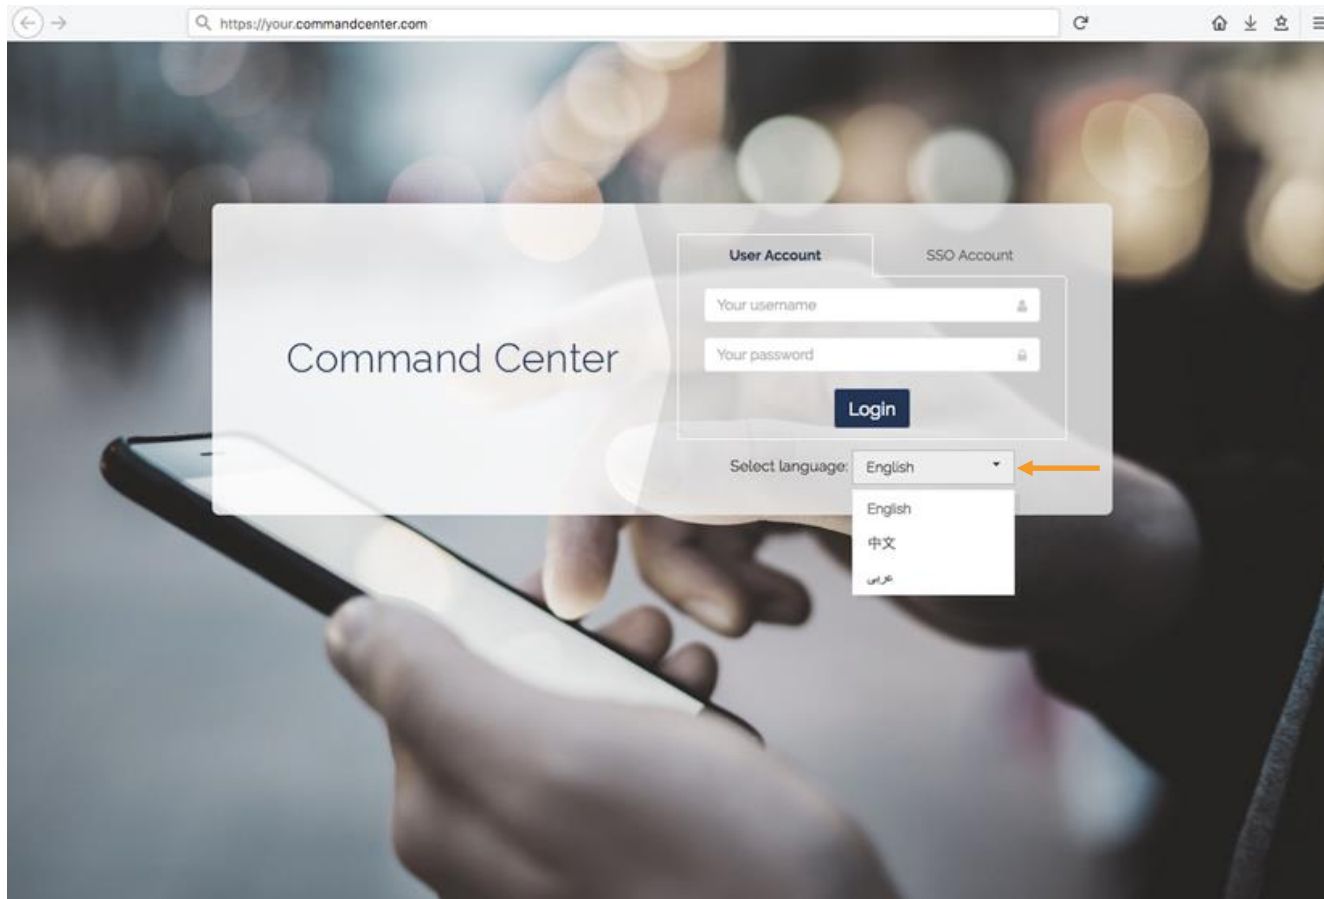 https://your.commandcenter.com
User Account
SSO Account
Your username
Command Center
Your password
Login
Select language:
English
English
中文
عربى